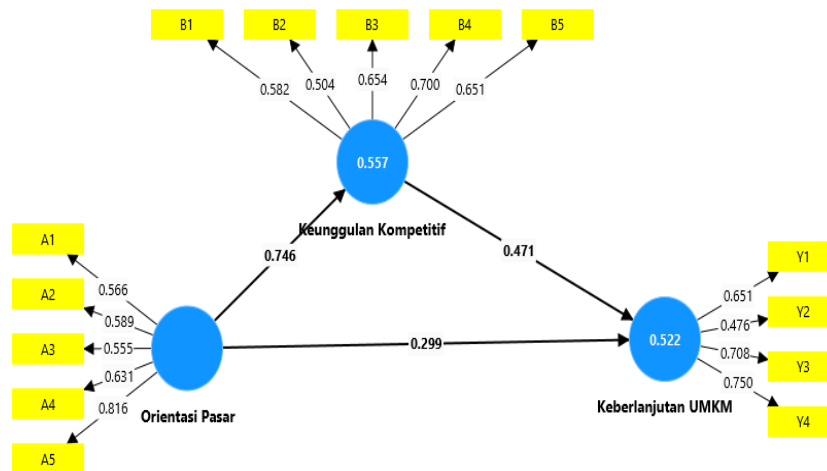 B1 B2 B3 B4 B5
0.582 0.504 0.654 0.700 0.651
0.557
Keunggulan Kompetitif
0.746
0.471
A1
A2
A3
A4
A5
0.566
0.589
0.555
0.631
0.816
Orientasi Pasar
0.299
0.522
Keberlanjutan UMKM
0.651
0.476
0.708
0.750
Y1
Y2
Y3
Y4